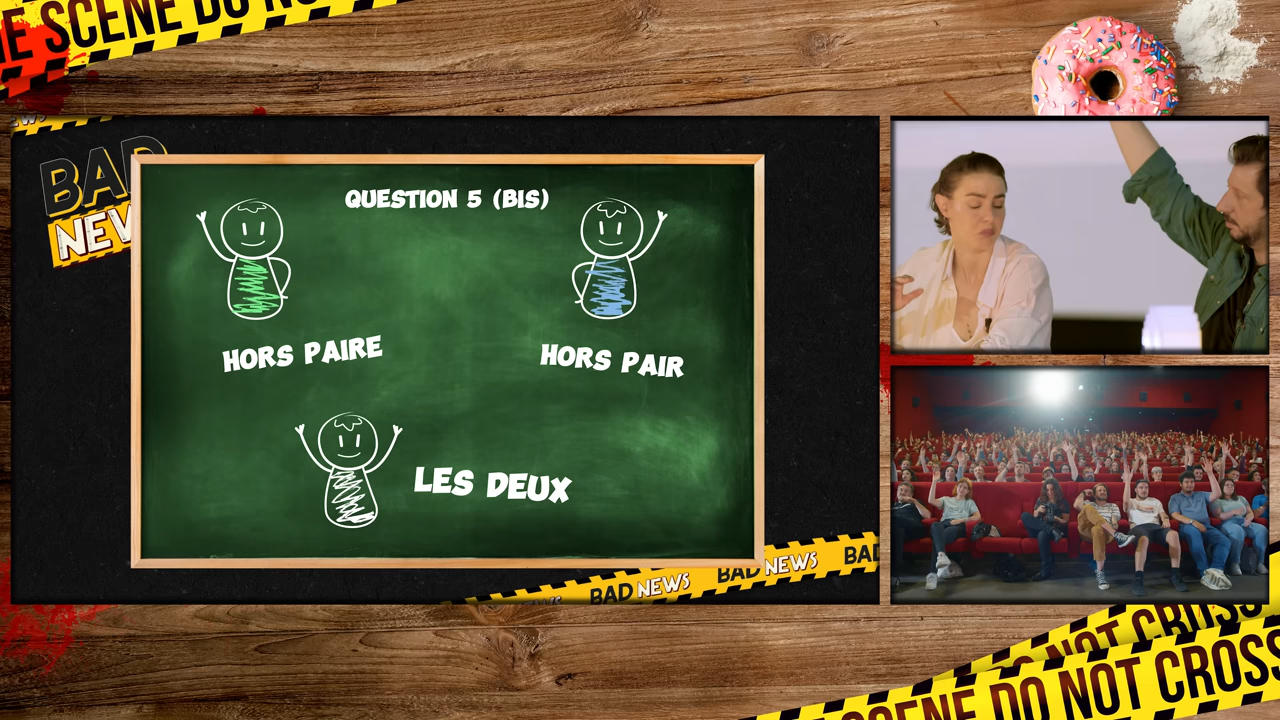 E SCENE DO NO
BAD
NEW
QUESTION 5 (BIS)
HORS PAIRE
HORS PAIR
LES DEUX
BAD NEWS BAD NEWS BAD
DO NOT CROSS
SCENE DO NOT CROSS